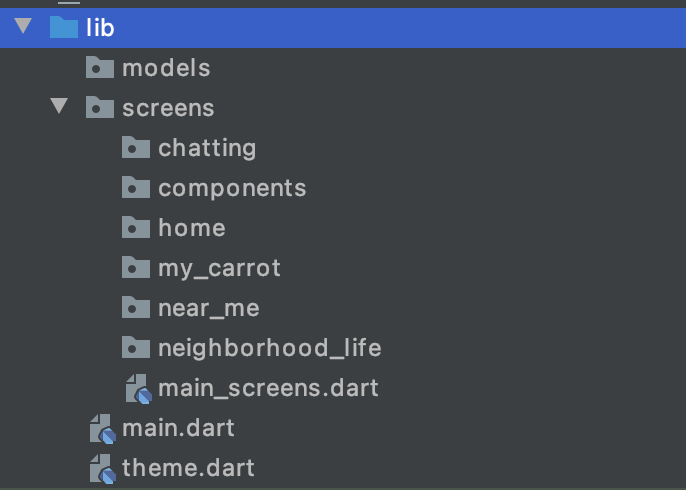 lib
models
screens
chatting
components
home
my_carrot
near_me
neighborhood_life
main_screens.dart
main.dart
theme.dart